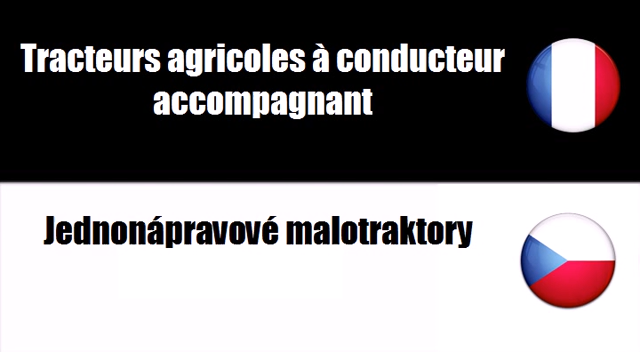 Tracteurs agricoles à conducteur
accompagnant
Jednonápravové malotraktory